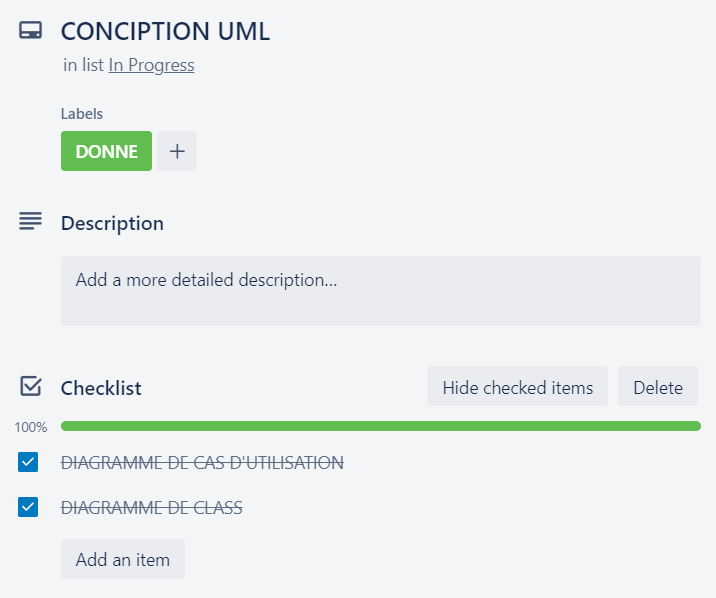 CONCIPTION UML
in list In Progress
Labels
DONNE +
Description
Add a more detailed description...
Checklist Hide checked items Delete
100%
DIAGRAMME DE CAS D'UTILISATION
DIAGRAMME DE CLASS
Add an item